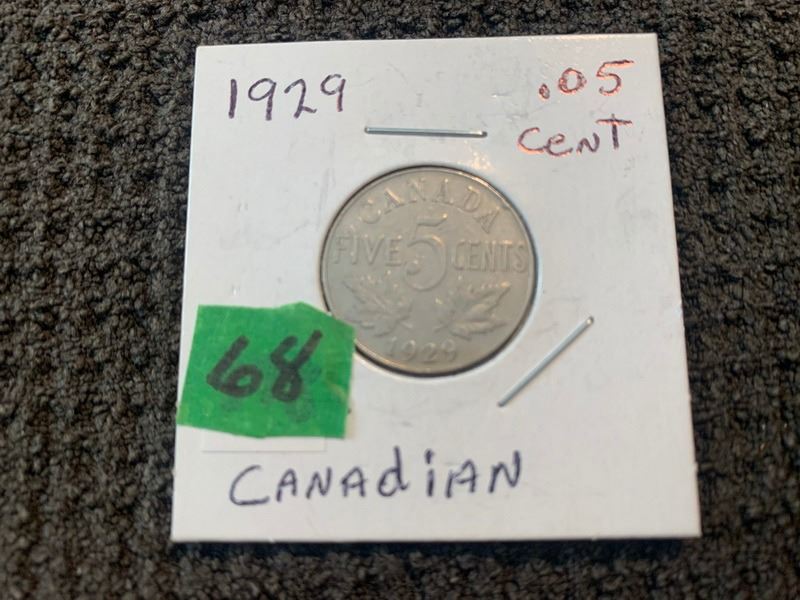 1929
.05
CENT
CANADA
FIVE 5 CENTS
1929
68
CANAdiAN